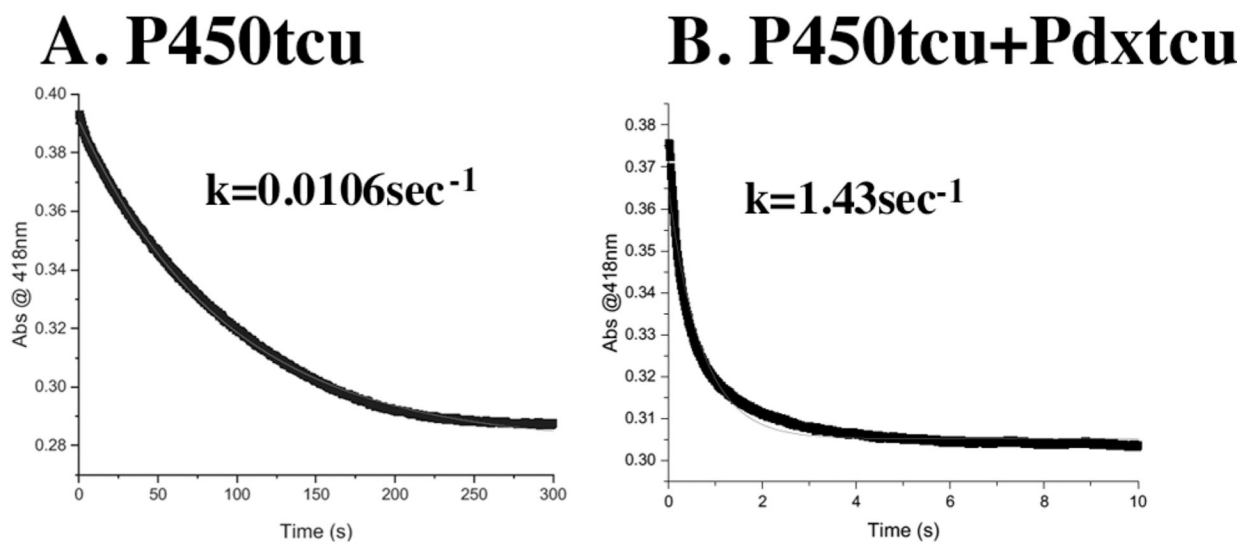 A. P450tcu
0.40
0.38
0.36
0.34
0.32
0.30
0.28
Abs @ 418nm
k=0.0106sec-1
0 50 100 150 200 250 300
Time (s)
B. P450tcu+Pdxtcu
0.38
0.37
0.36
0.35
0.34
0.33
0.32
0.31
0.30
Abs @418nm
k=1.43sec-1
0 2 4 6 8 10
Time (s)